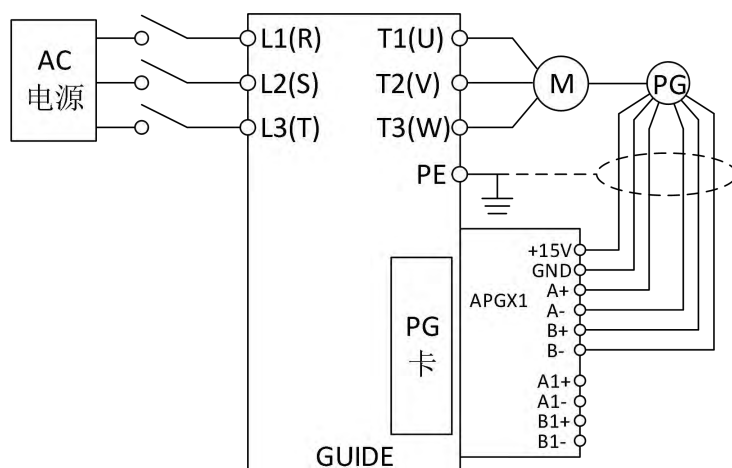 AC
电源
L1(R)
L2(S)
L3(T)
T1(U)
T2(V)
T3(W)
PE
M
PG
PG
卡
APGX1
+15V
GND
A+
A-
B+
B-
A1+
A1-
B1+
B1-
GUIDE